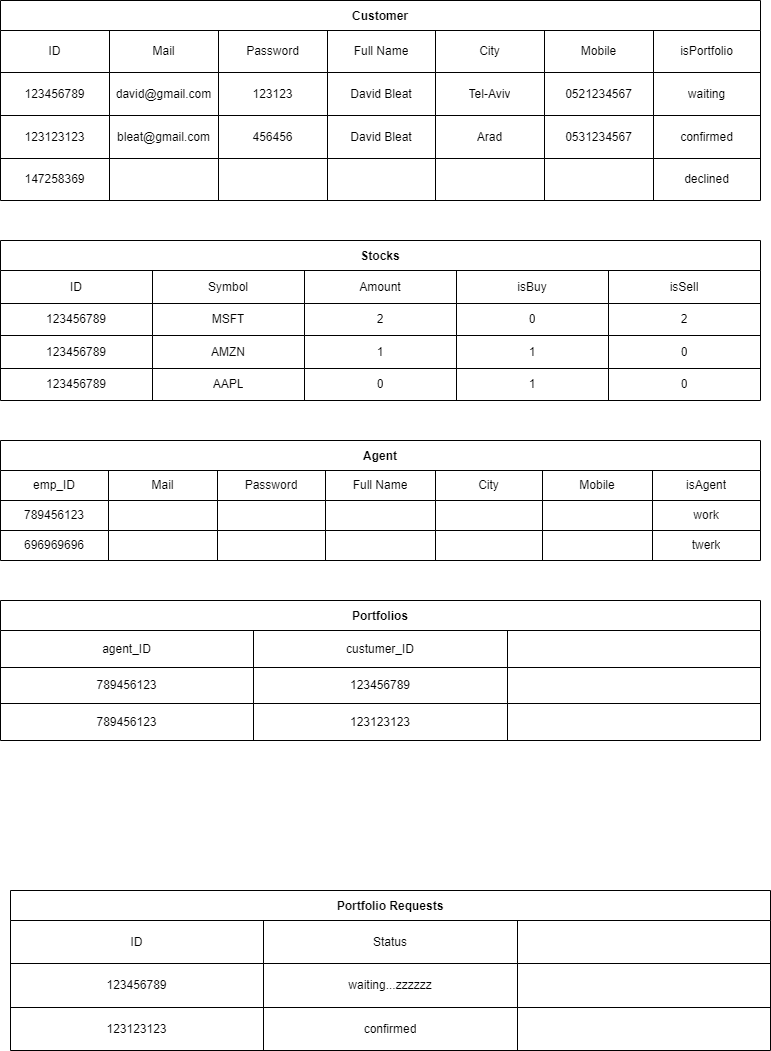 Customer
ID Mail Password Full Name City Mobile isPortfolio
123456789 david@gmail.com 123123 David Bleat Tel-Aviv 0521234567 waiting
123123123 bleat@gmail.com 456456 David Bleat Arad 0531234567 confirmed
147258369 declined
Stocks
ID Symbol Amount isBuy isSell
123456789 MSFT 2 0 2
123456789 AMZN 1 1 0
123456789 AAPL 0 1 0
Agent
emp_ID Mail Password Full Name City Mobile isAgent
789456123 work
696969696 twerk
Portfolios
agent_ID custumer_ID
789456123 123456789
789456123 123123123
Portfolio Requests
ID Status
123456789 waiting...zzzzzz
123123123 confirmed